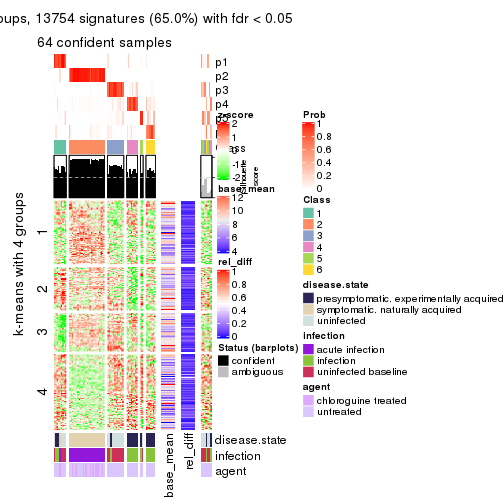 oups, 13754 signatures (65.0%) with fdr < 0.05
64 confident samples
p1
p2
p3
p4
z-score
2
1
0
-1
-2
Silhouette
score
base_mean
12
10
8
6
4
rel_diff
1
0.8
0.6
0.4
0.2
0
Status (barplots)
confident
ambiguous
Prob
1
0.8
0.6
0.4
0.2
0
Class
1
2
3
4
5
6
disease.state
presymptomatic. experimentally acquired
symptomatic. naturally acquired
uninfected
infection
acute infection
infection
uninfected baseline
agent
chloroquine treated
untreated
k-means with 4 groups
1
2
3
4
disease.state
infection
agent
base_mean
rel_diff